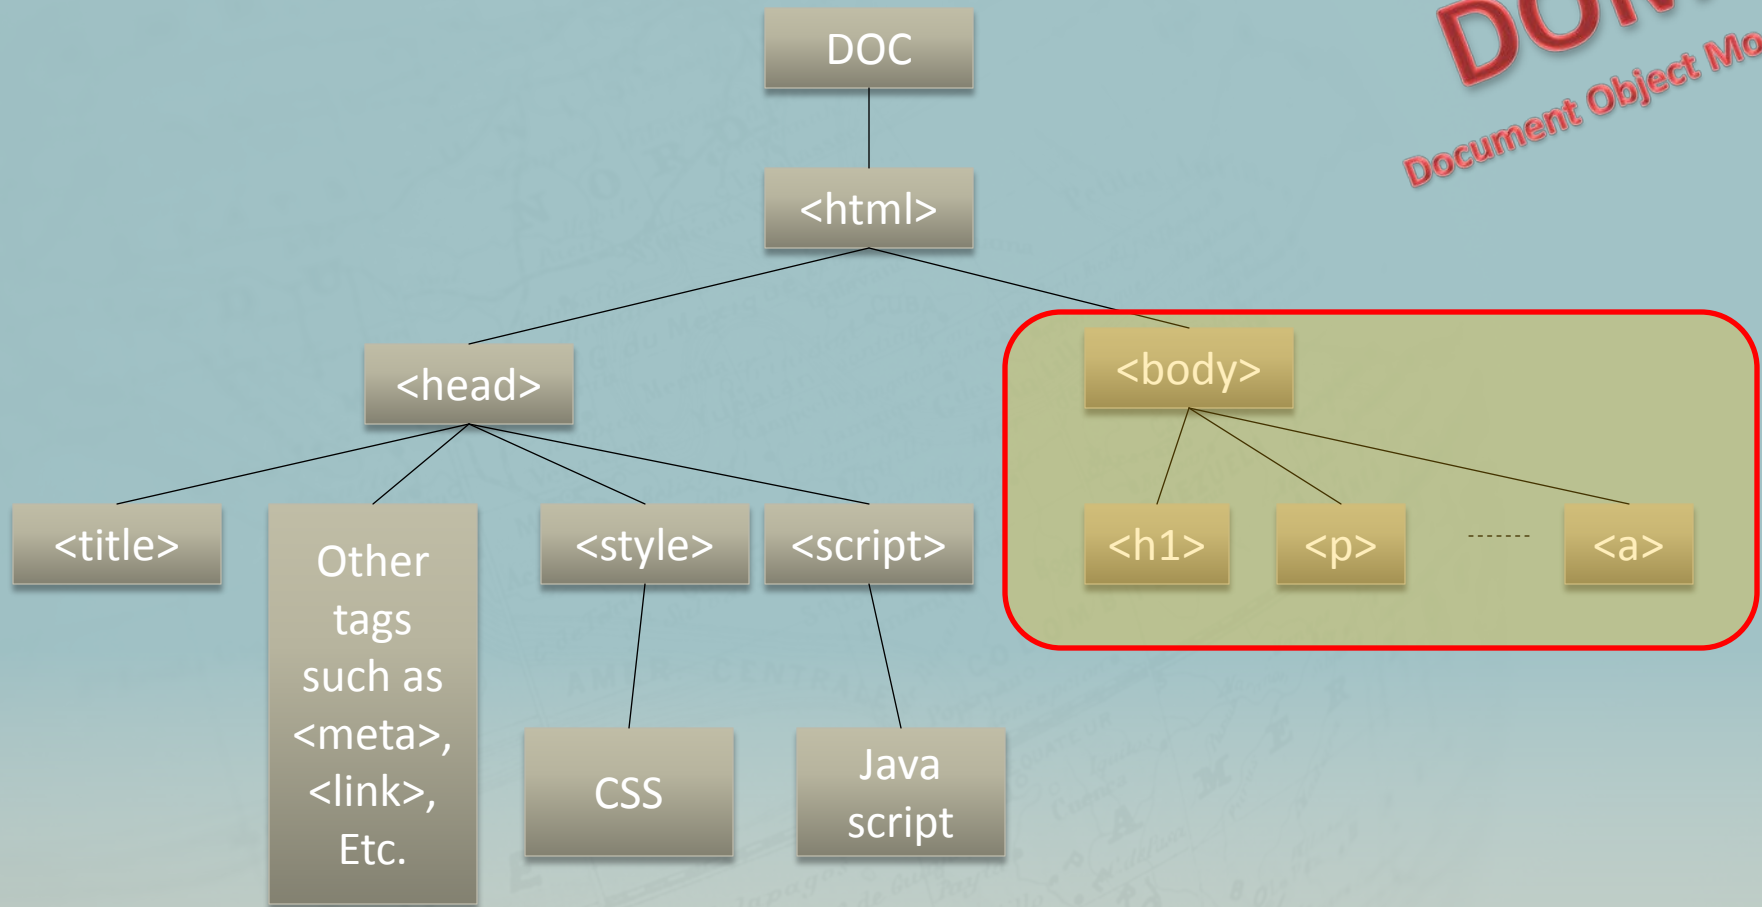 DOC
Document Object
<html>
<head>
<body>
<title>
Other
tags
such as
<meta>,
<link>,
Etc.
<style>
<script>
<h1>
<p>
-------
<a>
CSS
Java
script